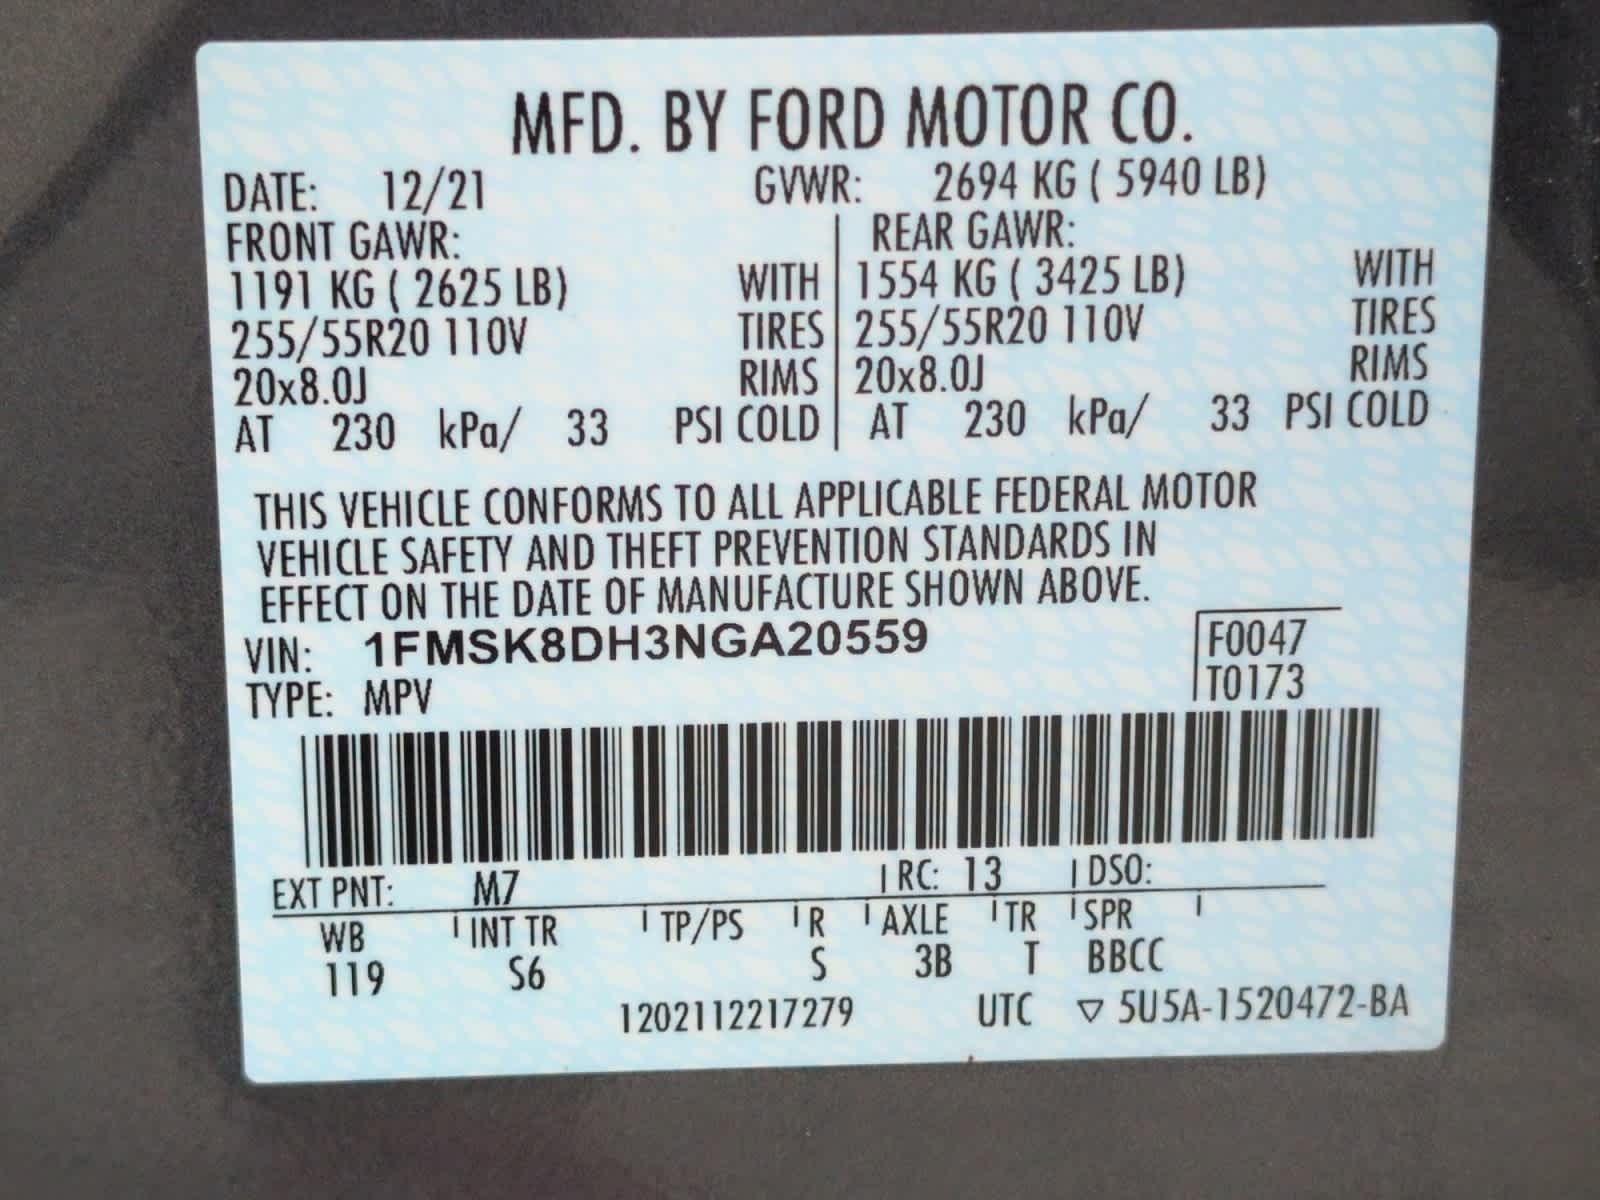 MFD. BY FORD MOTOR CO.
DATE: 12/21 GVWR: 2694 KG ( 5940 LB)
FRONT GAWR: REAR GAWR:
1191 KG ( 2625 LB) WITH 1554 KG ( 3425 LB) WITH
255/55R20 110V TIRES 255/55R20 110V TIRES
20x8.0J RIMS 20x8.0J RIMS
AT 230 kPa/ 33 PSI COLD AT 230 kPa/ 33 PSI COLD
THIS VEHICLE CONFORMS TO ALL APPLICABLE FEDERAL MOTOR
VEHICLE SAFETY AND THEFT PREVENTION STANDARDS IN
EFFECT ON THE DATE OF MANUFACTURE SHOWN ABOVE.
VIN: 1FMSK8DH3NGA20559 F0047
TYPE: MPV T0173
EXT PNT: M7 RC: 13 DSO:
WB INT TR TP/PS R AXLE TR SPR
119 S6 S 3B T BBCC
1202112217279 UTC ▽ 5U5A-1520472-BA